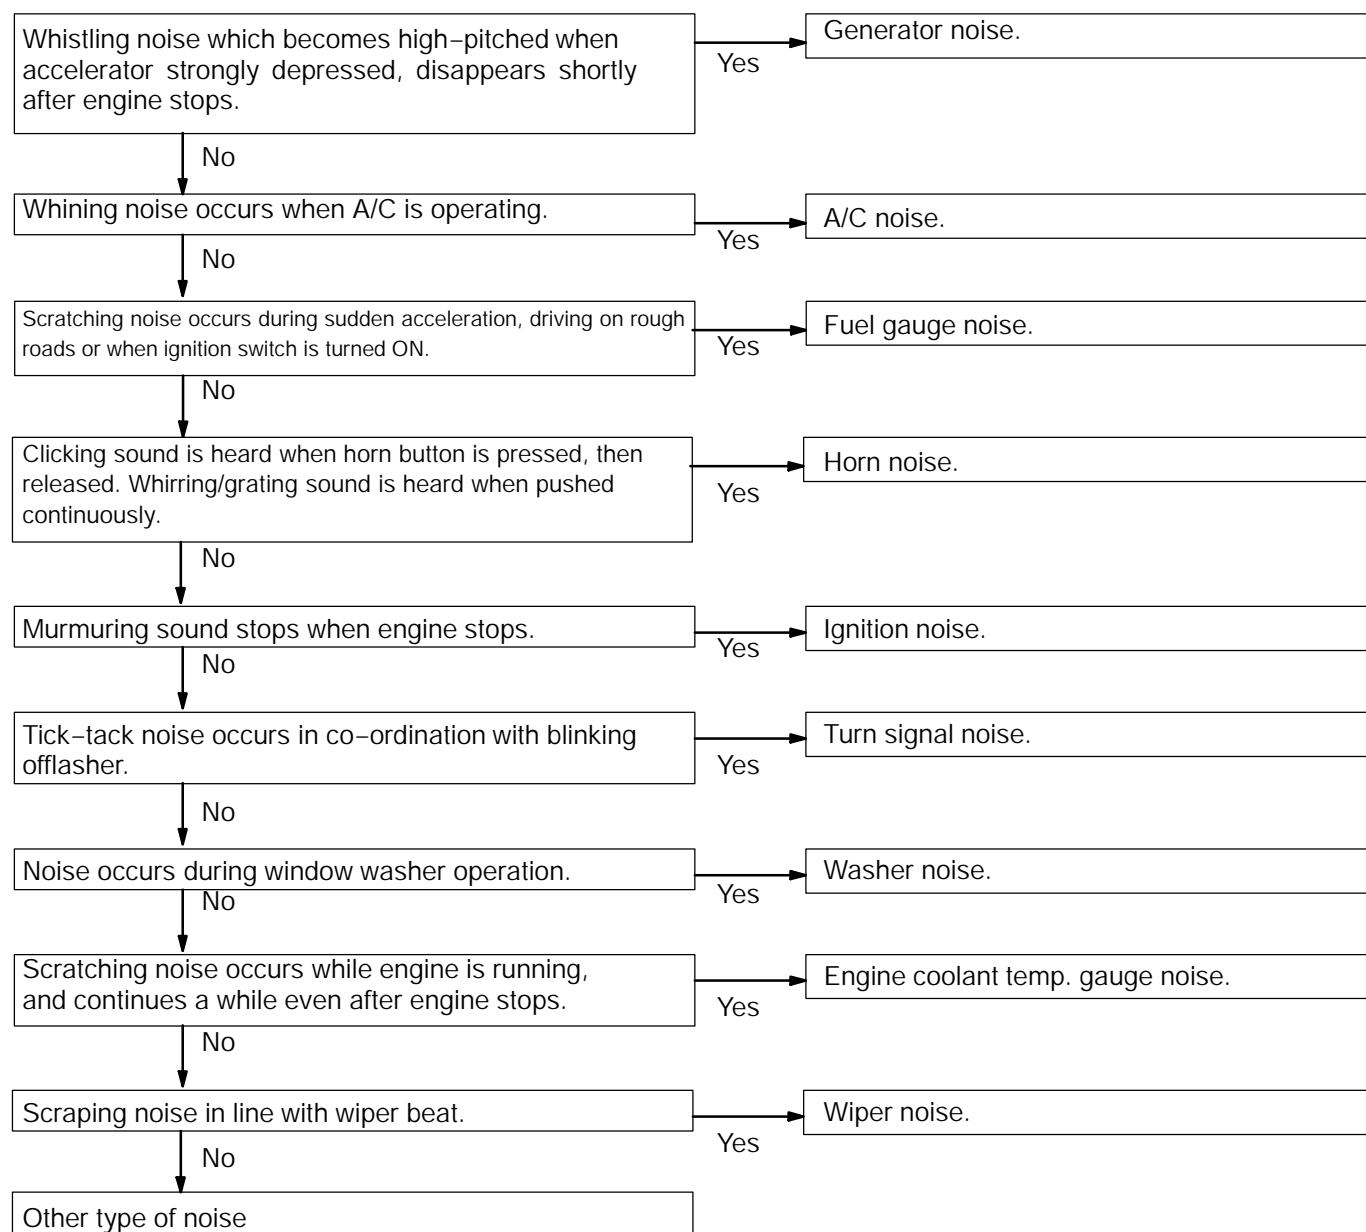 Whistling noise which becomes high−pitched when
accelerator strongly depressed, disappears shortly
after engine stops.
Yes
Generator noise.
No
Whining noise occurs when A/C is operating.
Yes
A/C noise.
No
Scratching noise occurs during sudden acceleration, driving on rough
roads or when ignition switch is turned ON.
Yes
Fuel gauge noise.
No
Clicking sound is heard when horn button is pressed, then
released. Whirring/grating sound is heard when pushed
continuously.
Yes
Horn noise.
No
Murmuring sound stops when engine stops.
Yes
Ignition noise.
No
Tick−tack noise occurs in co−ordination with blinking
offlasher.
Yes
Turn signal noise.
No
Noise occurs during window washer operation.
Yes
Washer noise.
No
Scratching noise occurs while engine is running,
and continues a while even after engine stops.
Yes
Engine coolant temp. gauge noise.
No
Scraping noise in line with wiper beat.
Yes
Wiper noise.
No
Other type of noise